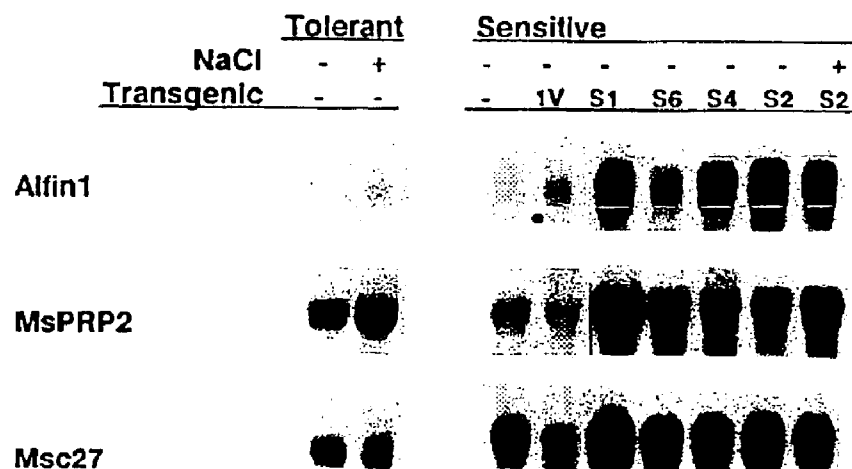 Tolerant Sensitive
NaCl - + - - - - - - +
Transgenic - - - 1V S1 S6 S4 S2 S2
Alfin1
MsPRP2
Msc27